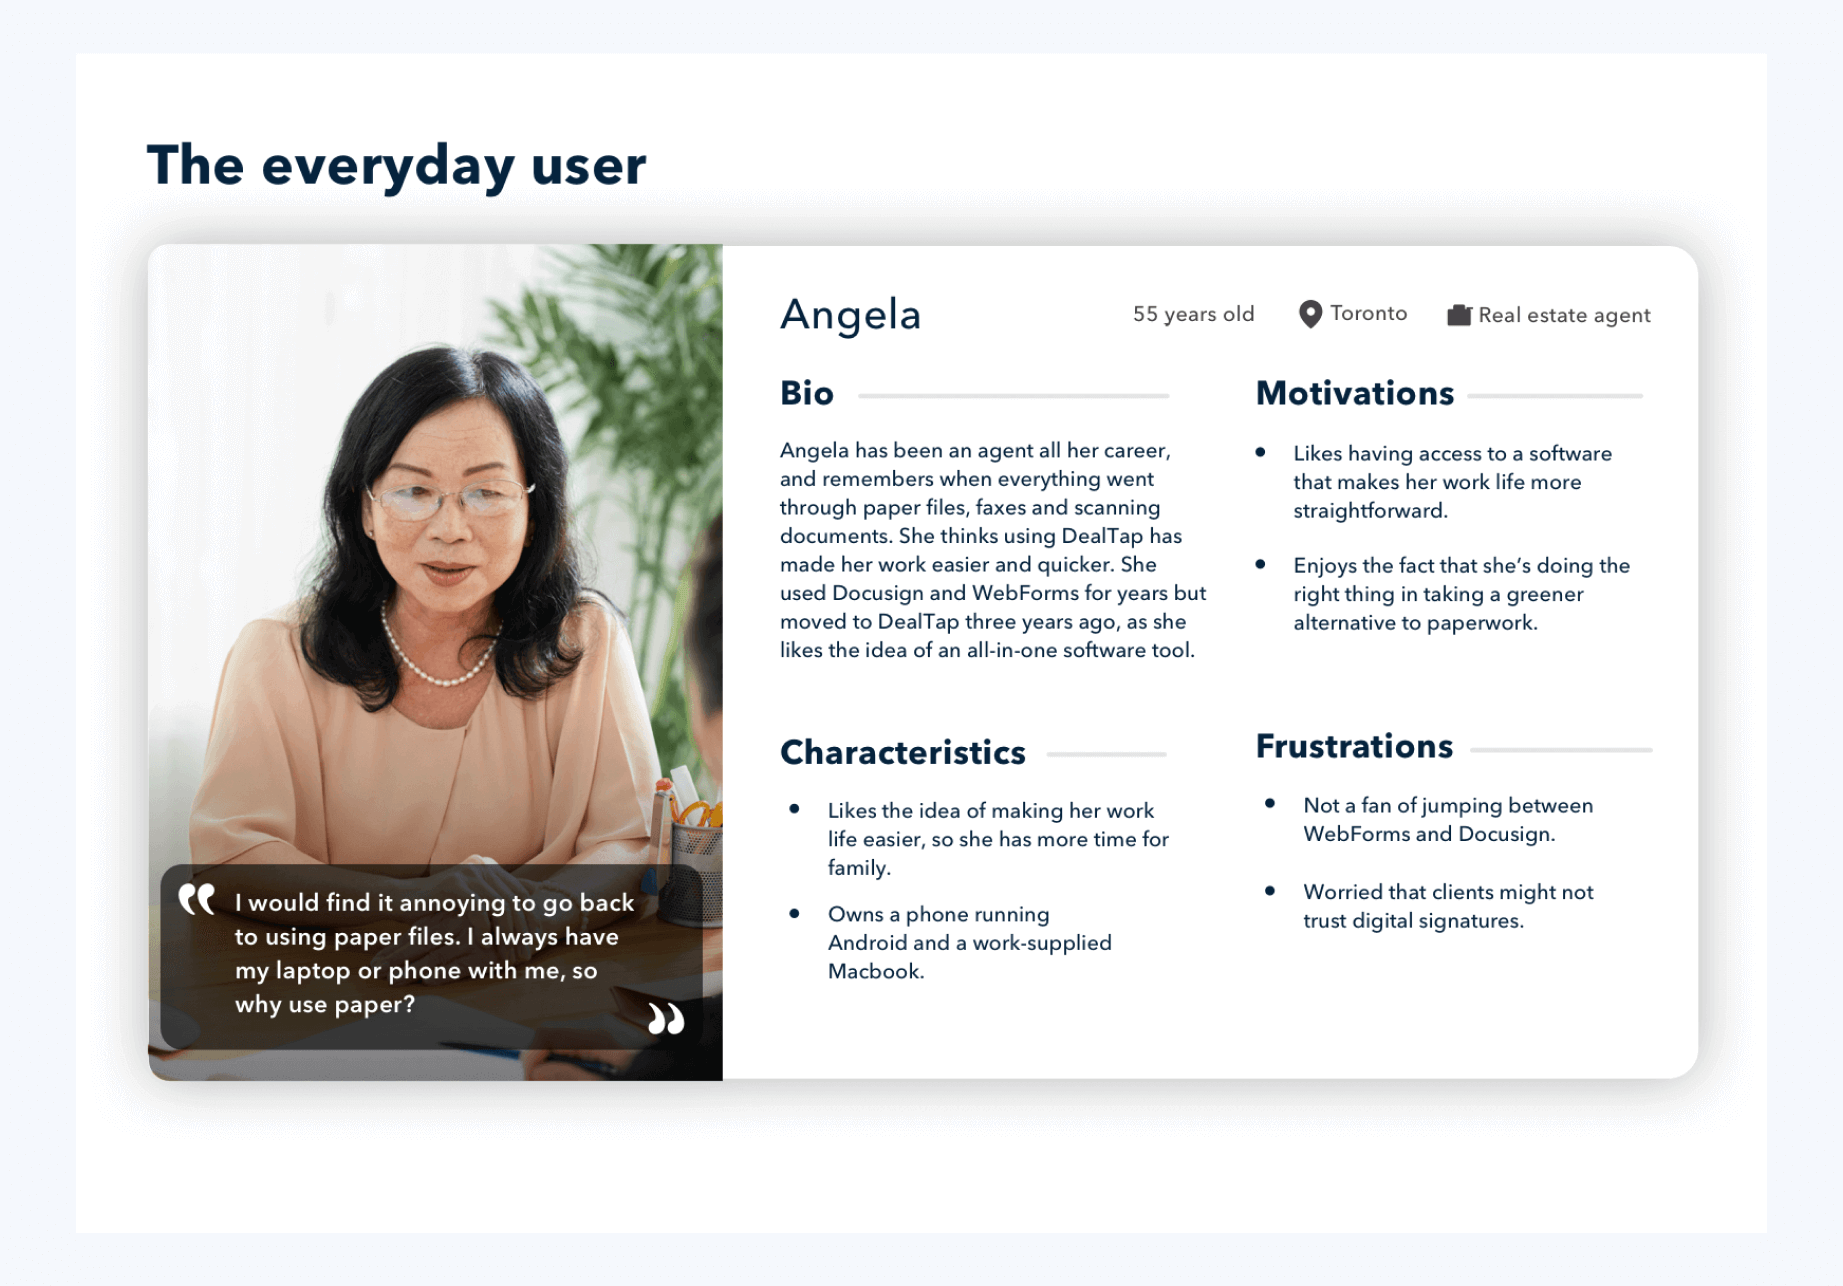 The everyday user
Angela
55 years old
Toronto
Real estate agent
Bio
Angela has been an agent all her career,
and remembers when everything went
through paper files, faxes and scanning
documents. She thinks using DealTap has
made her work easier and quicker. She
used Docusign and WebForms for years but
moved to DealTap three years ago, as she
likes the idea of an all-in-one software tool.
Motivations
• Likes having access to a software
that makes her work life more
straightforward.
• Enjoys the fact that she’s doing the
right thing in taking a greener
alternative to paperwork.
Characteristics
• Likes the idea of making her work
life easier, so she has more time for
family.
• Owns a phone running
Android and a work-supplied
Macbook.
Frustrations
• Not a fan of jumping between
WebForms and Docusign.
• Worried that clients might not
trust digital signatures.
“ I would find it annoying to go back
to using paper files. I always have
my laptop or phone with me, so
why use paper? ”